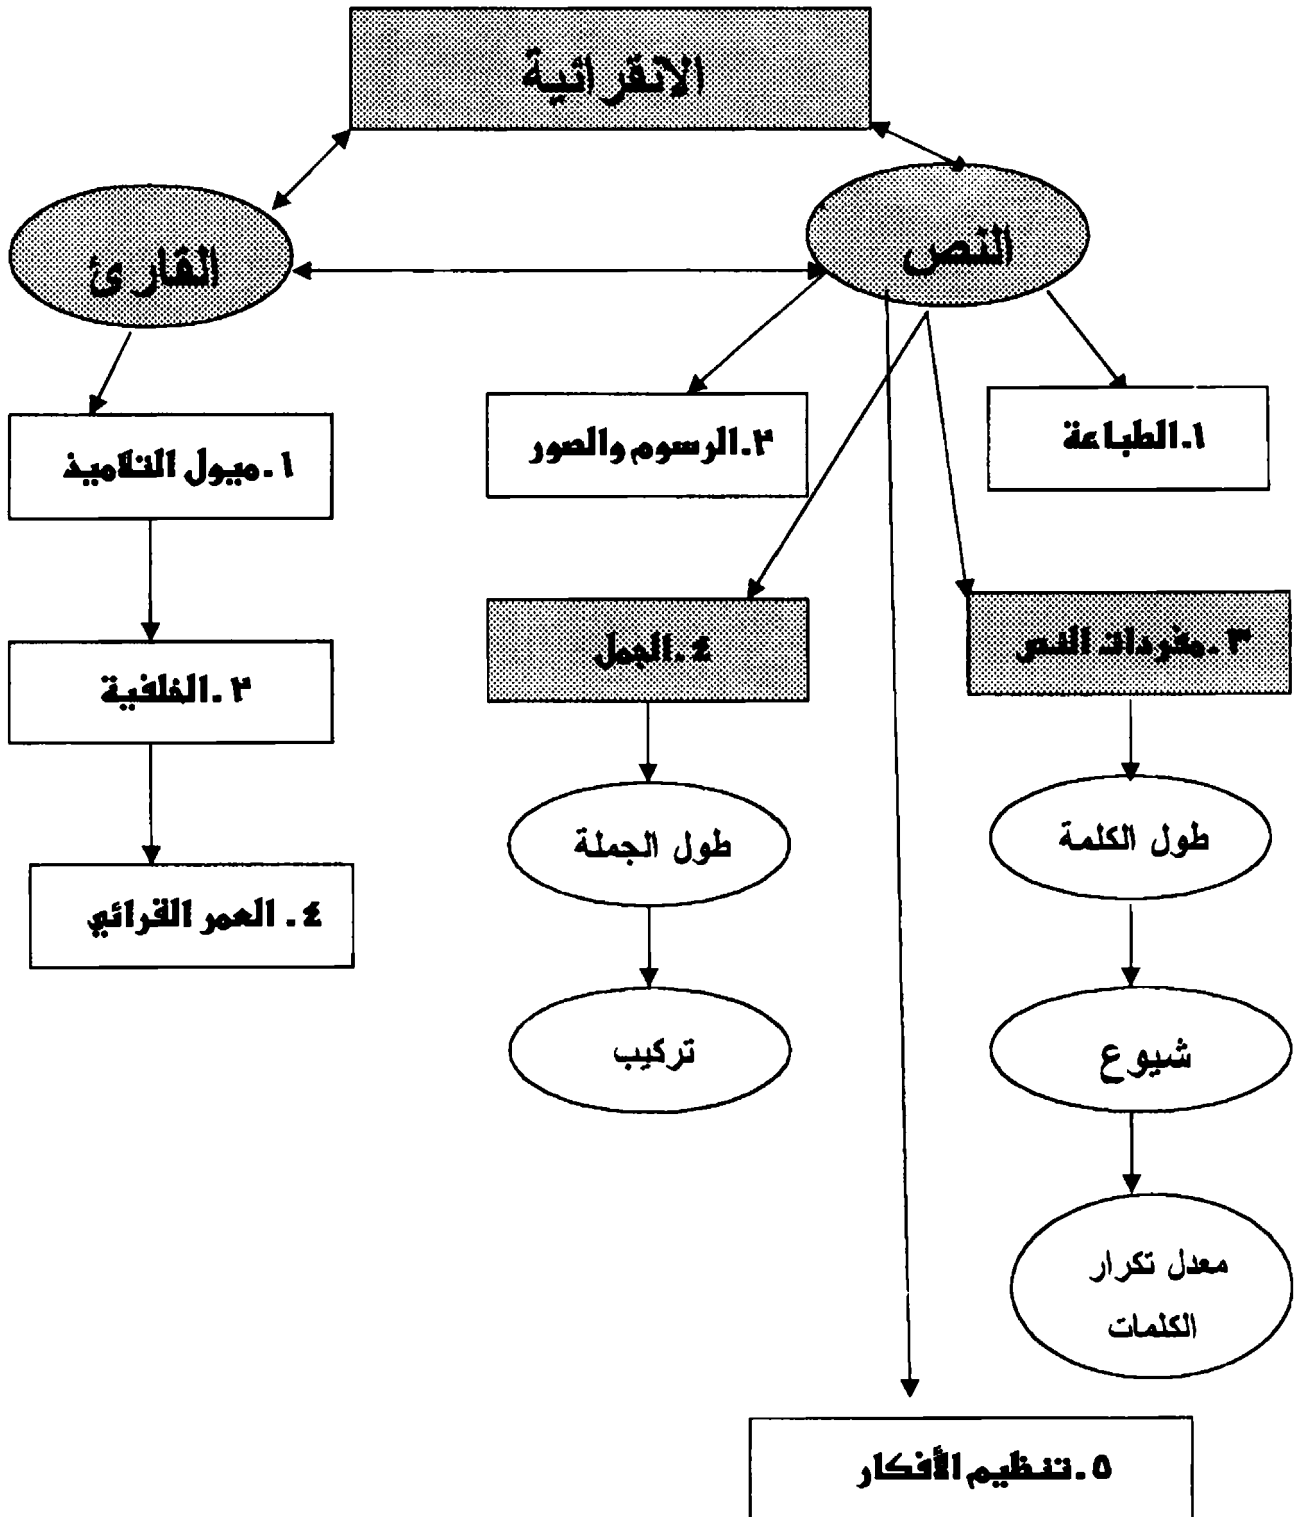 الانقرائية
النص
القارئ
١.الطباعة
٢.الرسوم والصور
١.ميول التلاميذ
٣.مفردات النص
٤.الجمل
٢.الخلفية
طول الكلمة
طول الجملة
٤. العمر القرائي
شيوع
تركيب
معدل تكرار
الكلمات
٥.تنظيم الأفكار